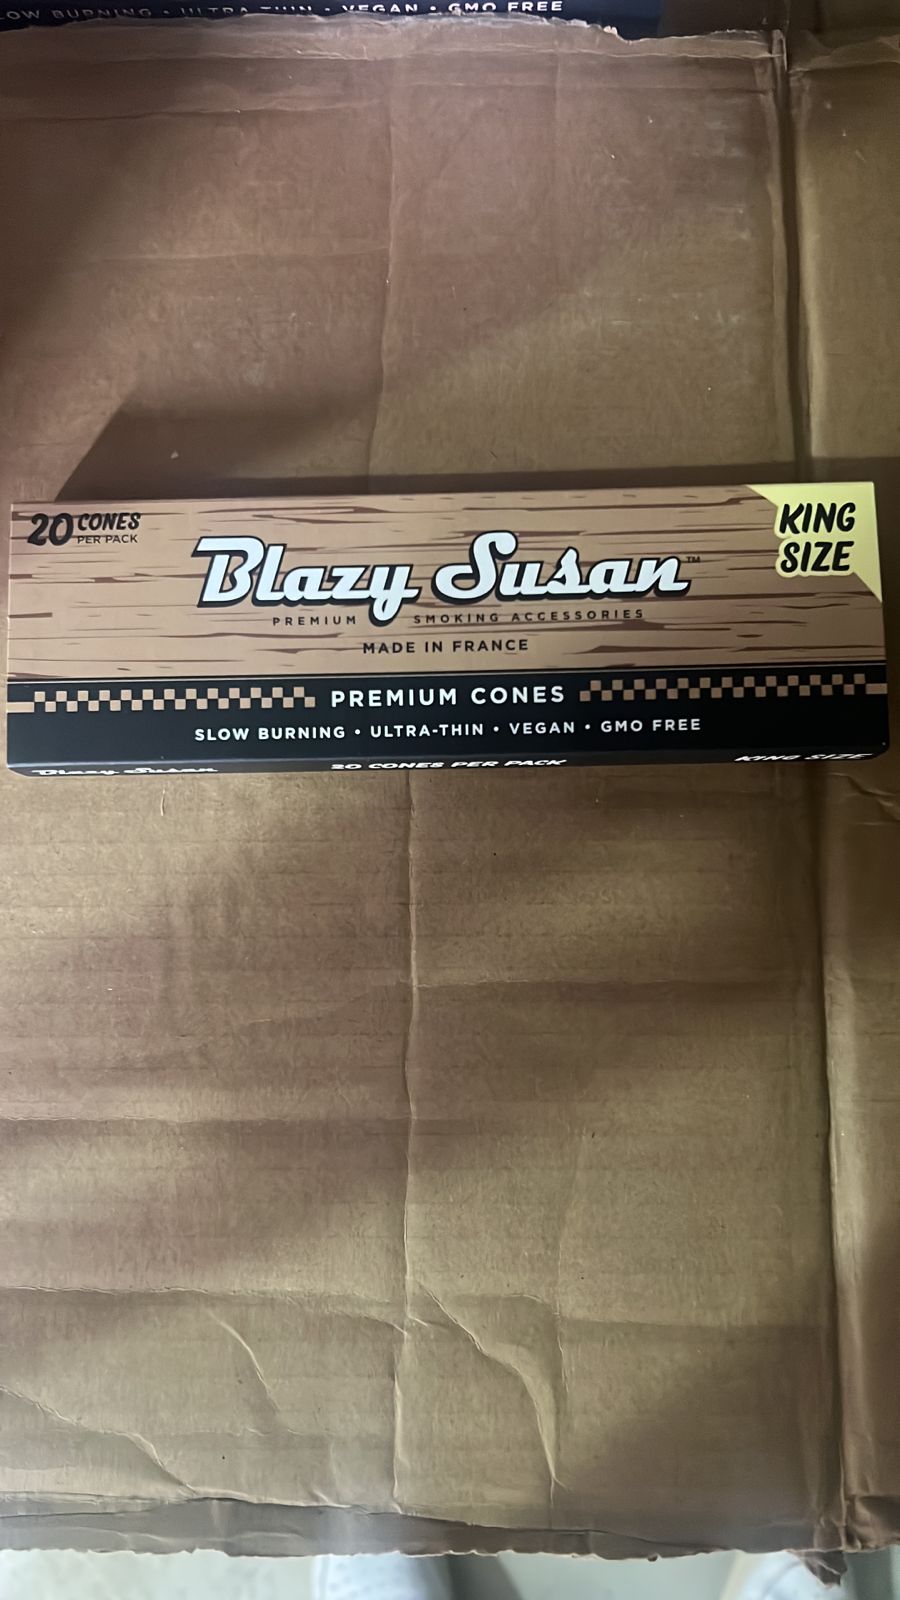 LOW BURNING • ULTRA-THIN • VEGAN • GMO FREE
20 CONES
PER PACK
KING
SIZE
Blazy Susan™
PREMIUM SMOKING ACCESSORIES
MADE IN FRANCE
PREMIUM CONES
SLOW BURNING • ULTRA-THIN • VEGAN • GMO FREE
Blazy Susan 20 CONES PER PACK KING SIZE